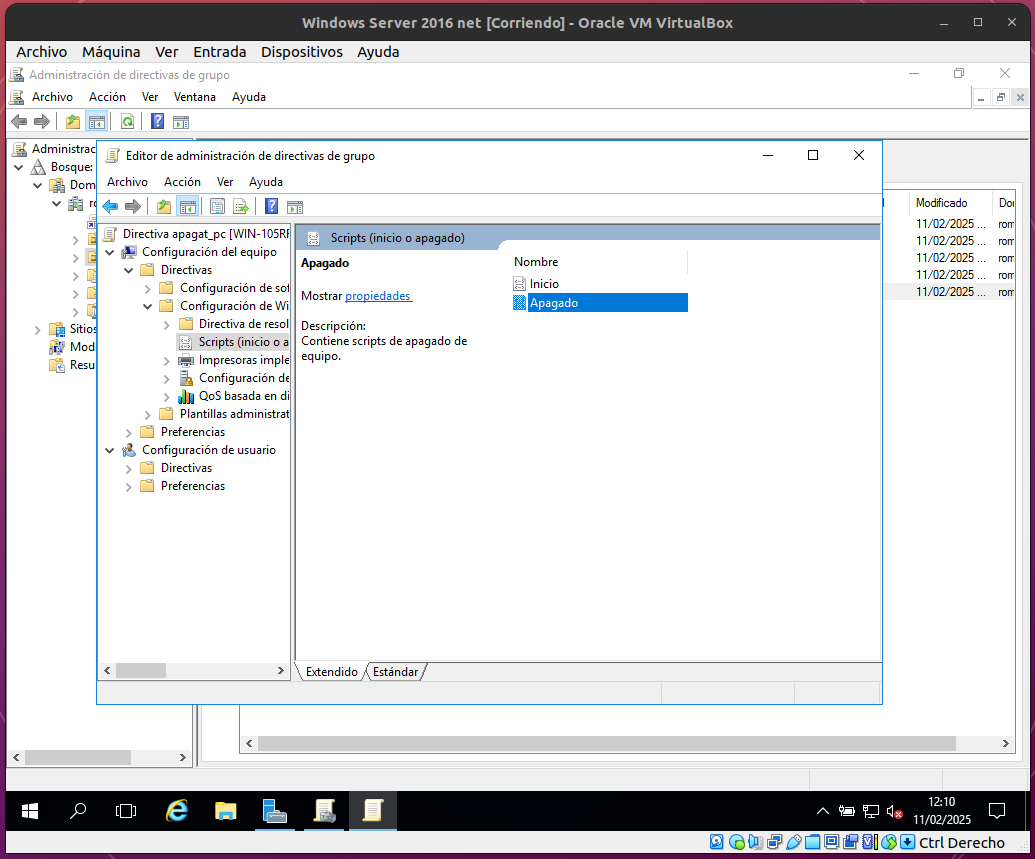 Windows Server 2016 net [Corriendo] - Oracle VM VirtualBox
Archivo Máquina Ver Entrada Dispositivos Ayuda
Administración de directivas de grupo
Archivo Acción Ver Ventana Ayuda
Administrac
Bosque:
Dom
Sitios
Mod
Resu
Editor de administración de directivas de grupo
Archivo Acción Ver Ayuda
Directiva apagat_pc [WIN-105RF
Configuración del equipo
Directivas
Configuración de sof
Configuración de Wi
Directiva de resol
Scripts (inicio o a
Impresoras imple
Configuración de
QoS basada en di
Plantillas administrat
Preferencias
Configuración de usuario
Directivas
Preferencias
Scripts (inicio o apagado)
Apagado
Mostrar propiedades
Descripción:
Contiene scripts de apagado de
equipo.
Nombre
Inicio
Apagado
Extendido Estándar
Modificado Doi
11/02/2025 ... rom
11/02/2025 ... rom
11/02/2025 ... rom
11/02/2025 ... rom
11/02/2025 ... rom
12:10
11/02/2025
Ctrl Derecho